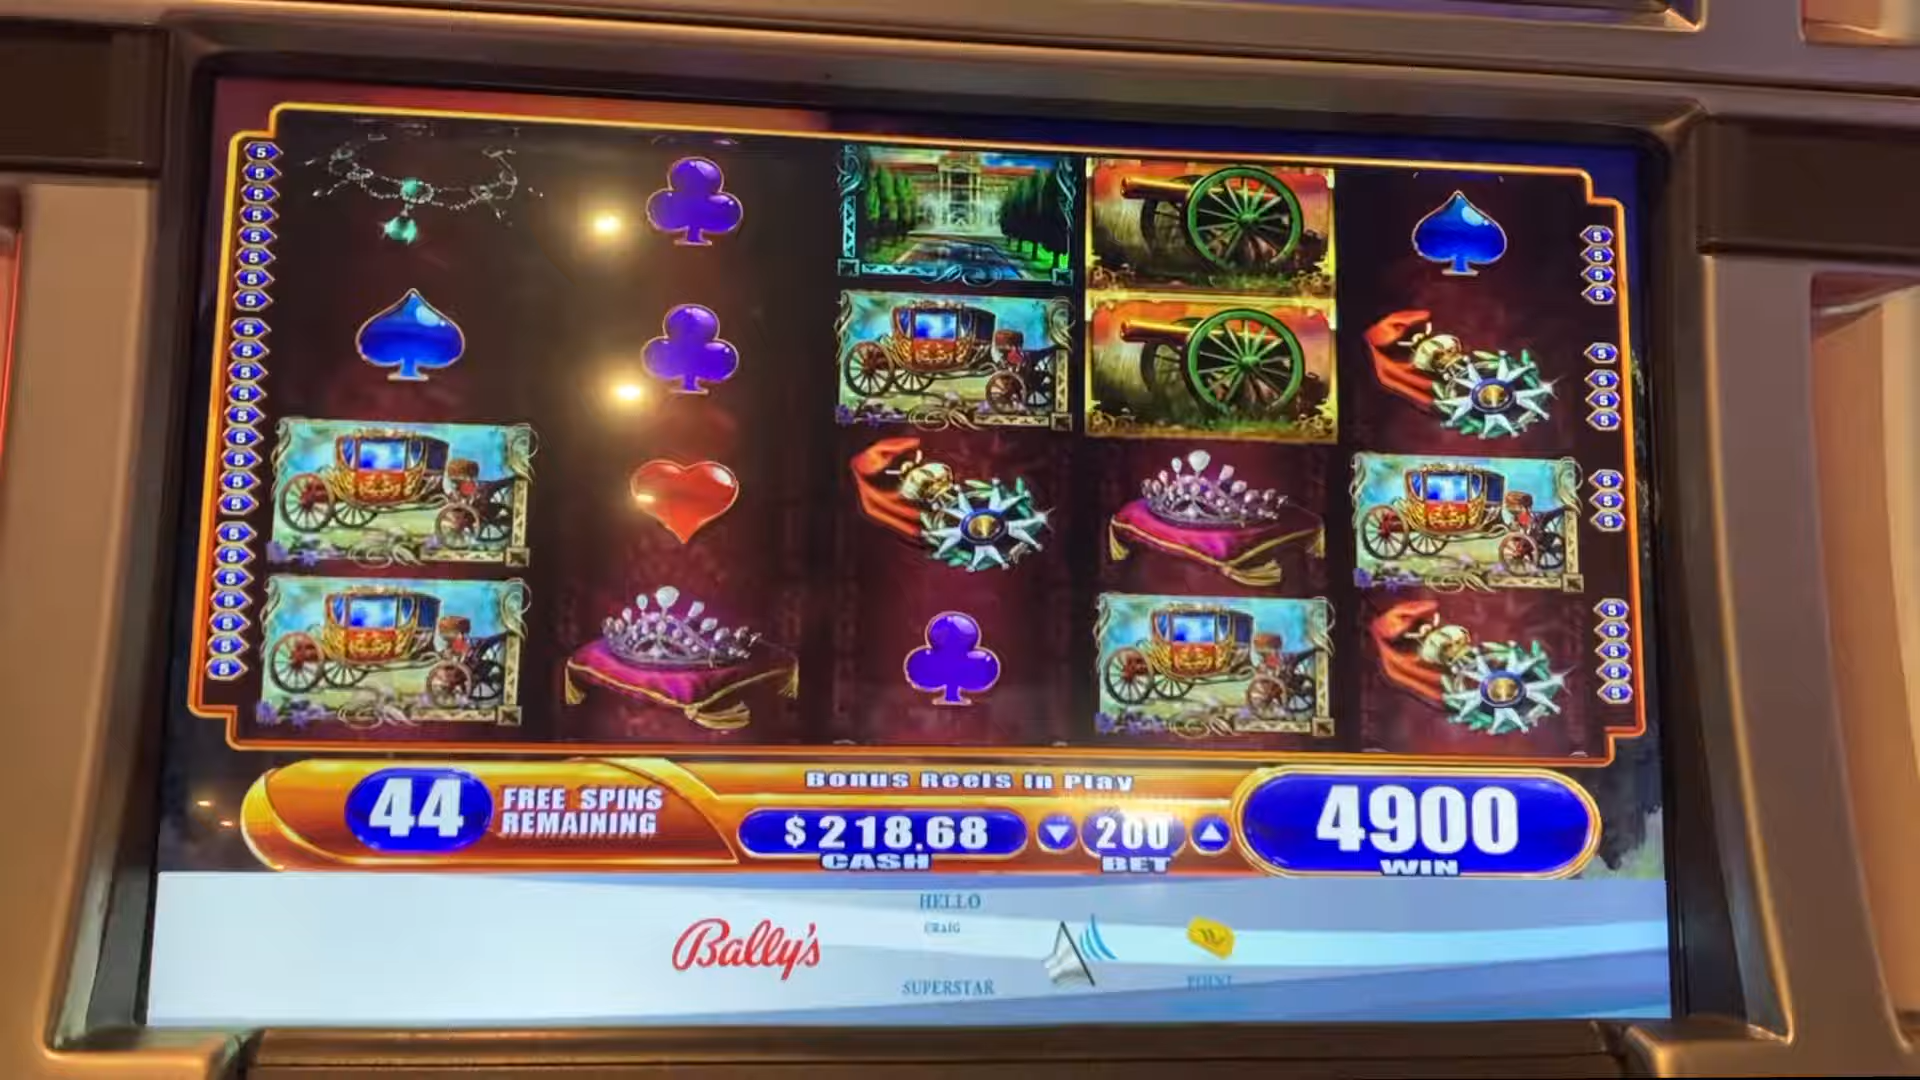 44
FREE SPINS
REMAINING
Bonus Reels In Play
$218.68
CASH
200
BET
4900
WIN
Bally's
HELLO
CRAIG
SUPERSTAR
POINT